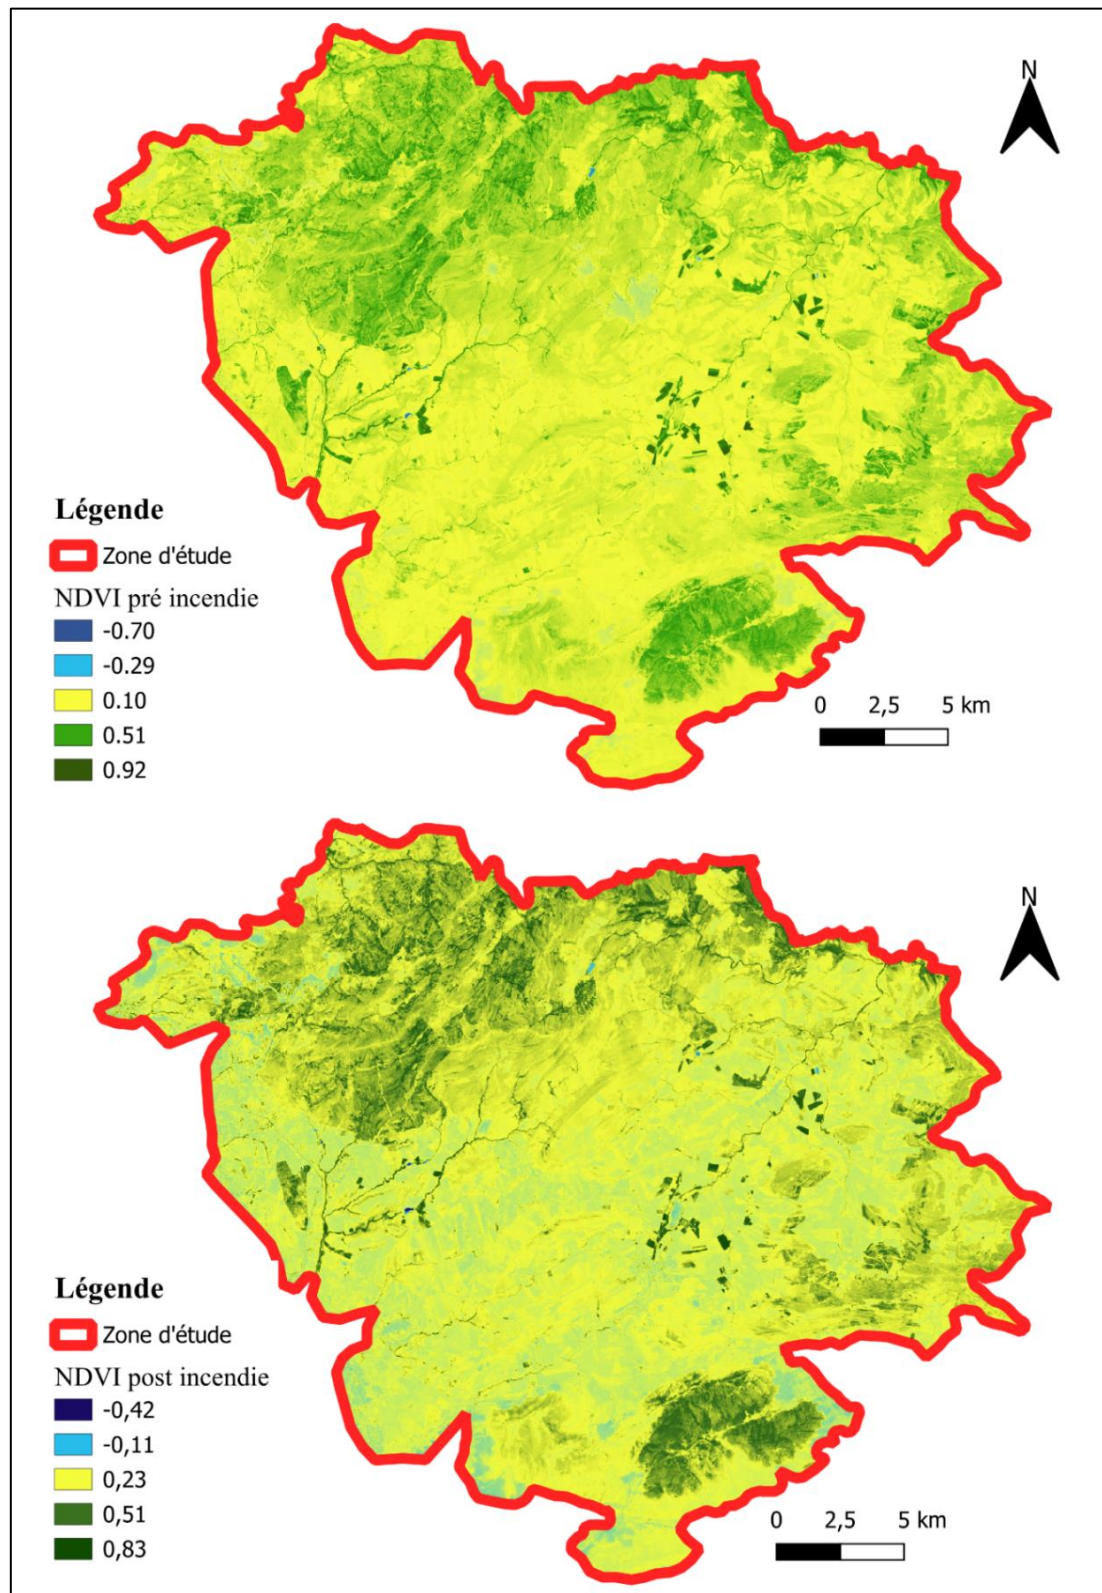 N
Légende
Zone d'étude
NDVI pré incendie
-0.70
-0.29
0.10
0.51
0.92
0 2,5 5 km
N
Légende
Zone d'étude
NDVI post incendie
-0,42
-0,11
0,23
0,51
0,83
0 2,5 5 km